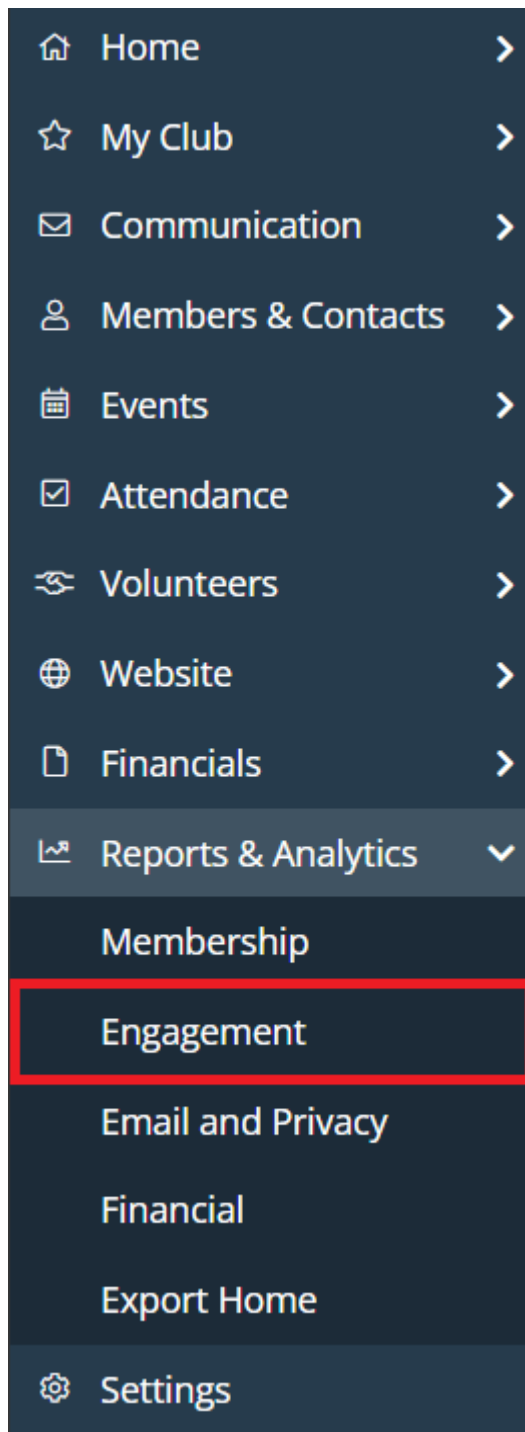 Home
My Club
Communication
Members & Contacts
Events
Attendance
Volunteers
Website
Financials
Reports & Analytics
Membership
Engagement
Email and Privacy
Financial
Export Home
Settings